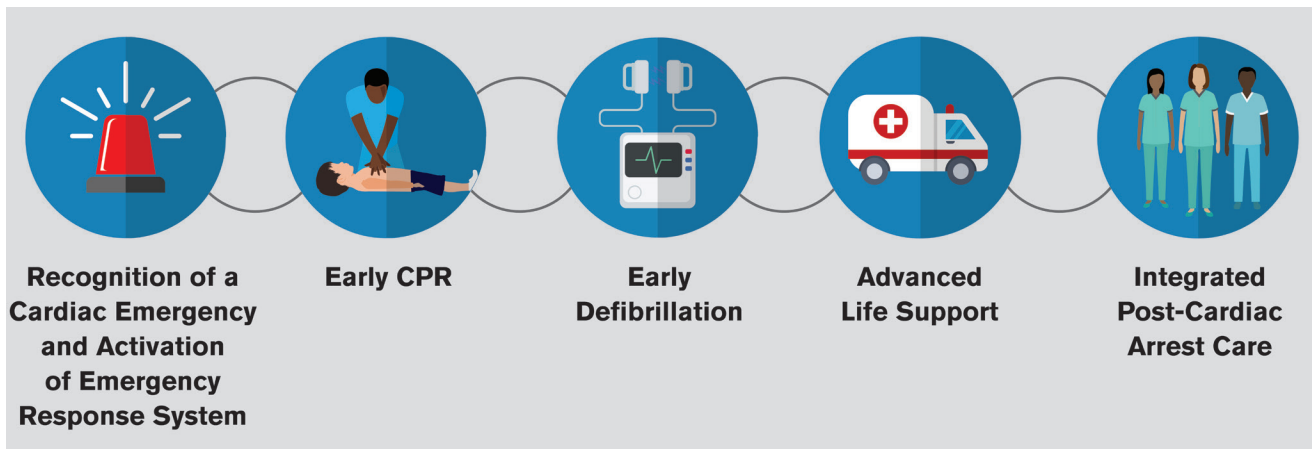 Recognition of a
Cardiac Emergency
and Activation
of Emergency
Response System
Early CPR
Early
Defibrillation
Advanced
Life Support
Integrated
Post-Cardiac
Arrest Care